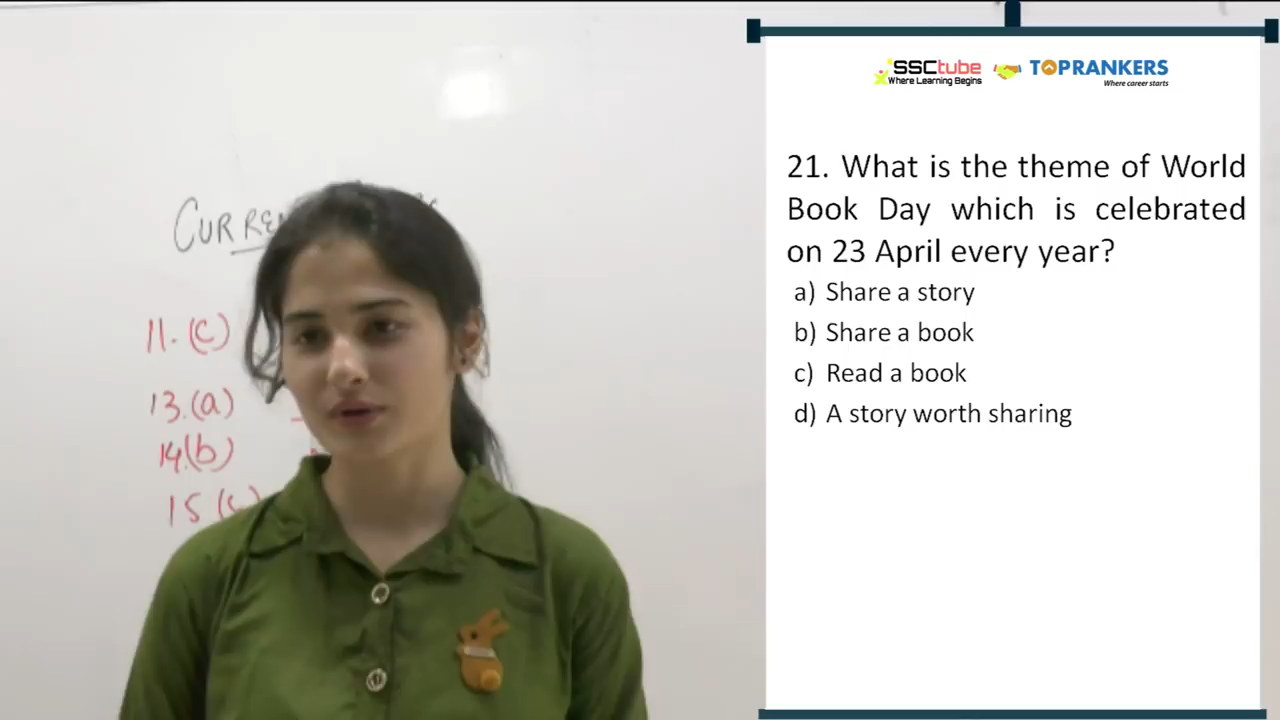 SSCtube
Where Learning Begins
TOPRANKERS
Where career starts
21. What is the theme of World
Book Day which is celebrated
on 23 April every year?
a) Share a story
b) Share a book
c) Read a book
d) A story worth sharing
11. (c)
13. (a)
14. (b)